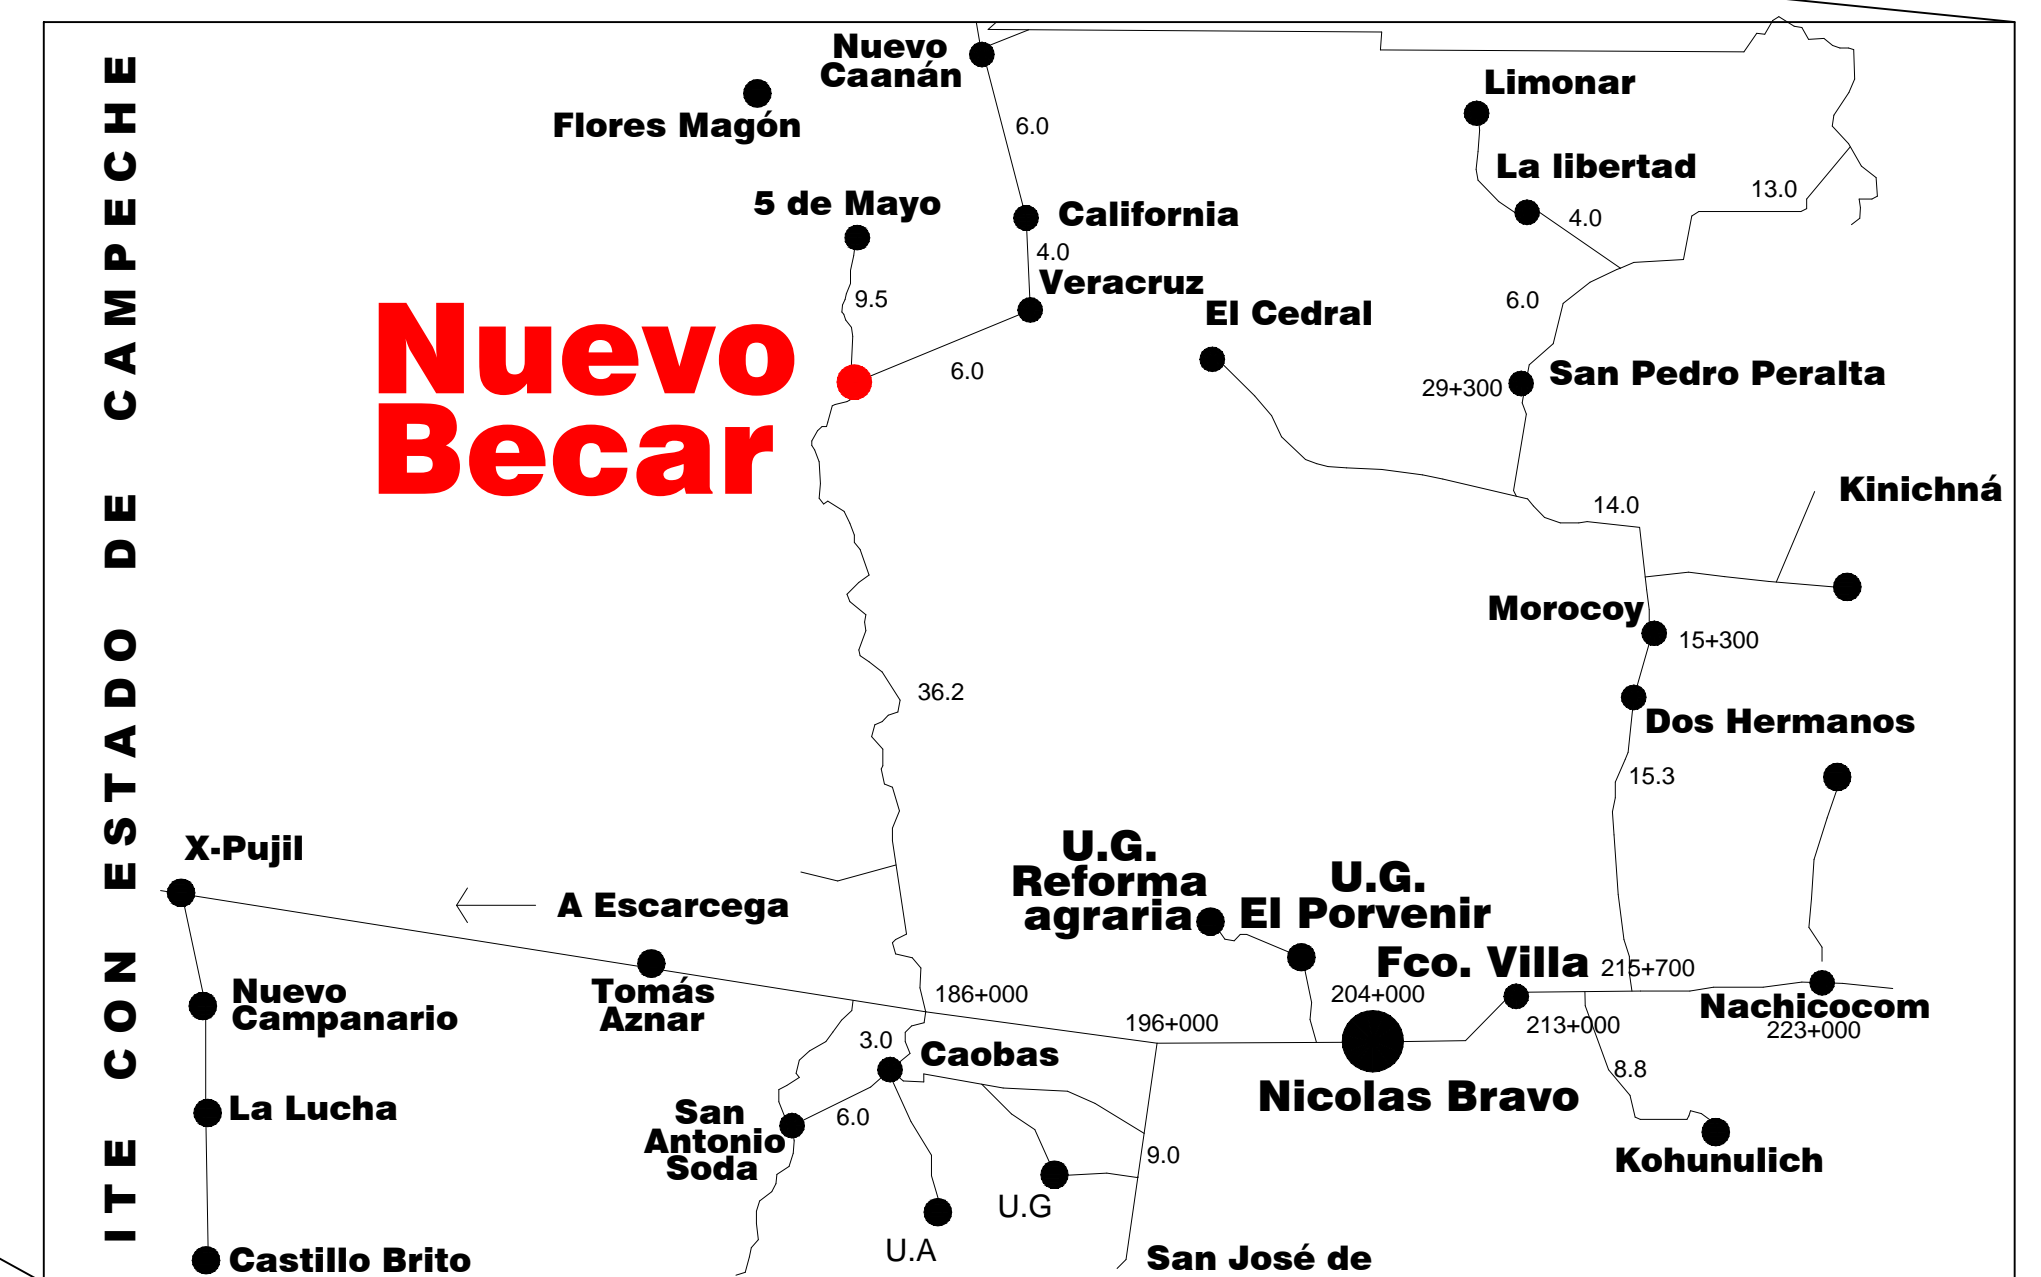 ITE CON ESTADO DE CAMPECHE
Nuevo
Caanán
Flores Magón
6.0
Limonar
La libertad
13.0
4.0
5 de Mayo
California
4.0
Veracruz
9.5
El Cedral
6.0
Nuevo
Becar
6.0
29+300
San Pedro Peralta
Kinichná
14.0
Morocoy
15+300
36.2
Dos Hermanos
15.3
X-Pujil
A Escarcega
U.G.
Reforma
agraria
U.G.
El Porvenir
Fco. Villa
215+700
Nuevo
Campanario
Tomás
Aznar
186+000
196+000
204+000
213+000
Nachicocom
223+000
3.0
Caobas
8.8
Nicolas Bravo
La Lucha
San
Antonio
Soda
6.0
9.0
Kohunulich
U.G
U.A
Castillo Brito
San José de